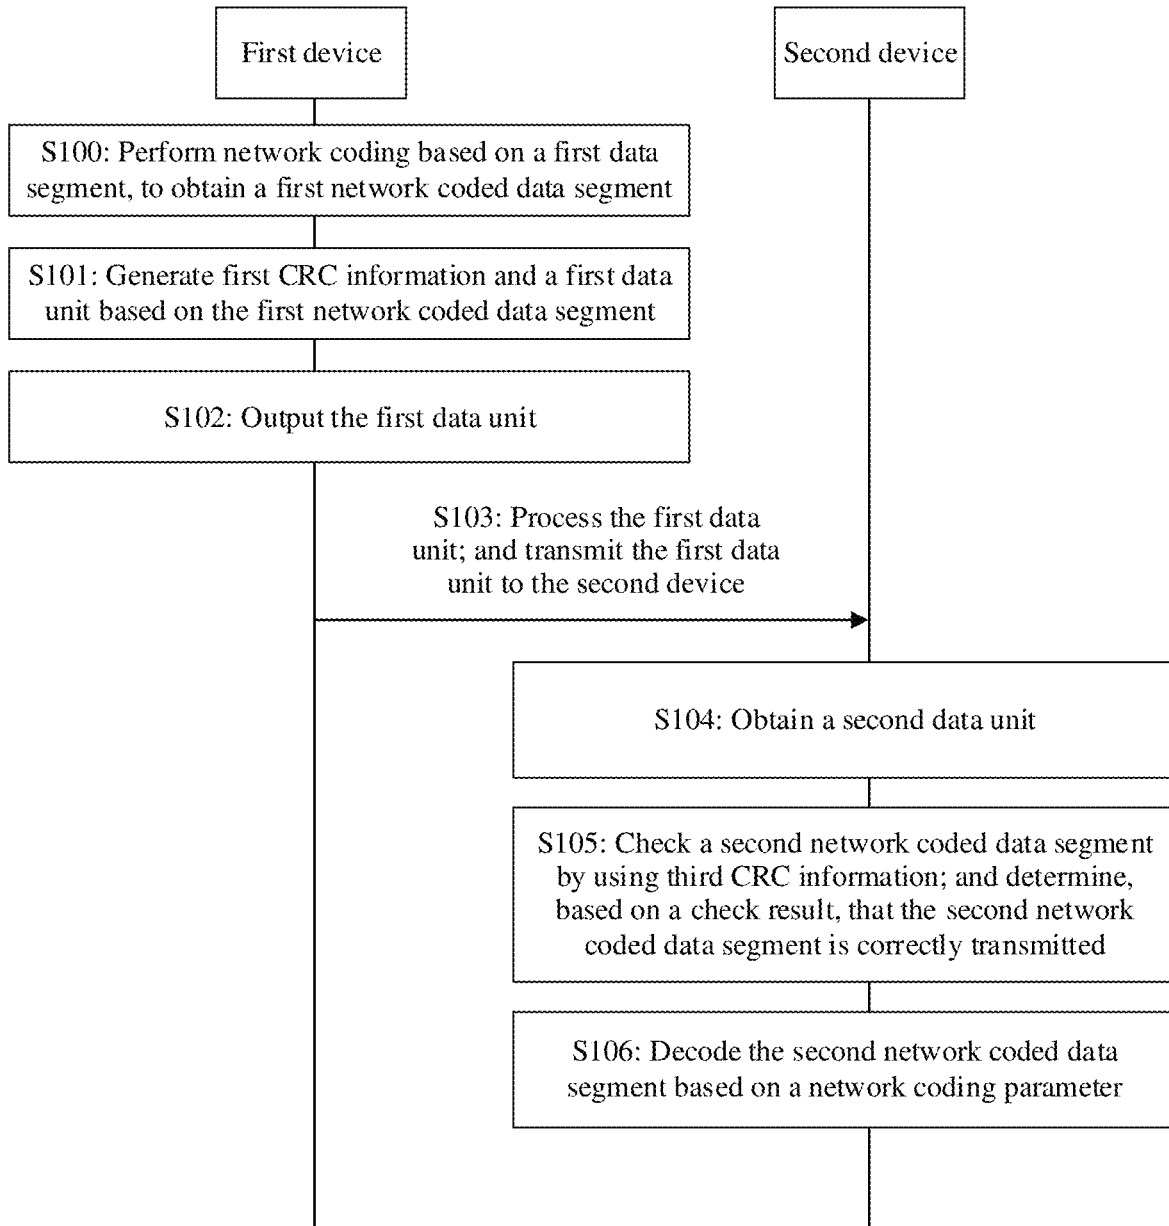 First device
Second device
S100: Perform network coding based on a first data
segment, to obtain a first network coded data segment
S101: Generate first CRC information and a first data
unit based on the first network coded data segment
S102: Output the first data unit
S103: Process the first data
unit; and transmit the first data
unit to the second device
S104: Obtain a second data unit
S105: Check a second network coded data segment
by using third CRC information; and determine,
based on a check result, that the second network
coded data segment is correctly transmitted
S106: Decode the second network coded data
segment based on a network coding parameter